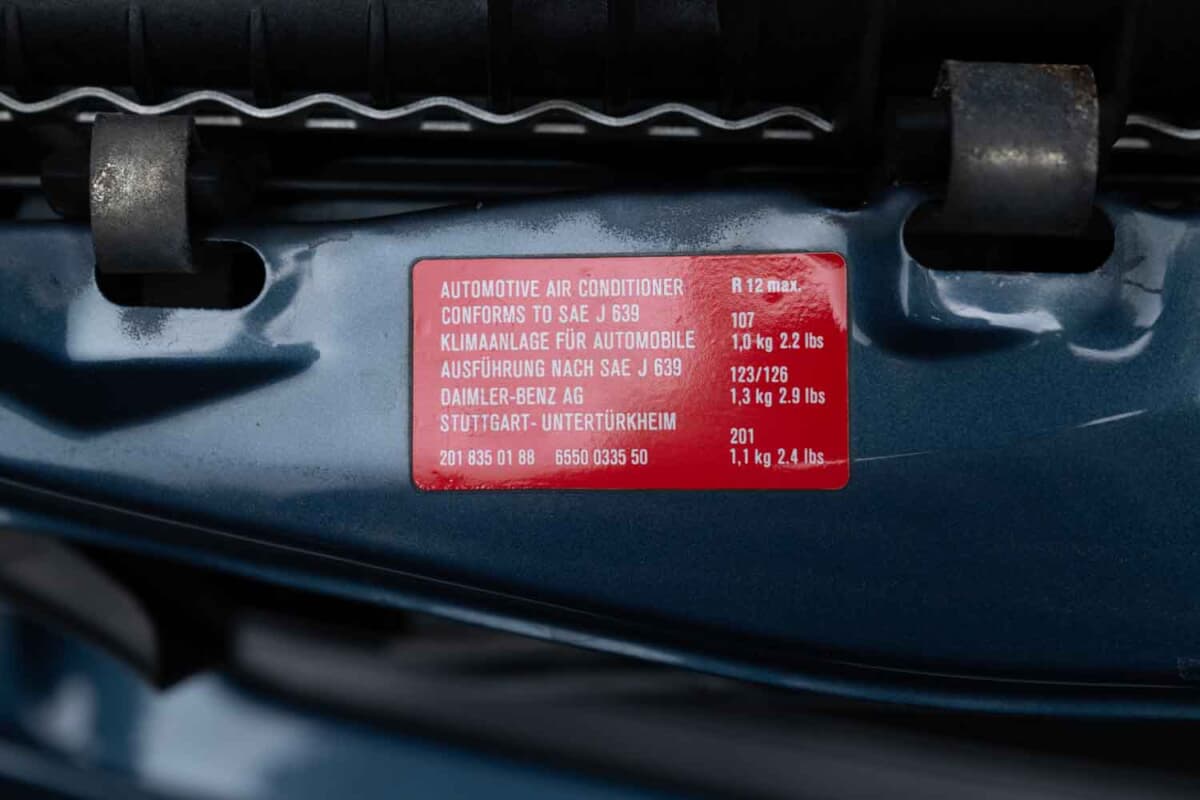 AUTOMOTIVE AIR CONDITIONER
CONFORMS TO SAE J 639
KLIMAANLAGE FÜR AUTOMOBILE
AUSFÜHRUNG NACH SAE J 639
DAIMLER-BENZ AG
STUTTGART- UNTERTÜRKHEIM
201 835 01 88 6550 0335 50
R 12 max.
107
1,0 kg 2.2 lbs
123/126
1,3 kg 2.9 lbs
201
1,1 kg 2.4 lbs